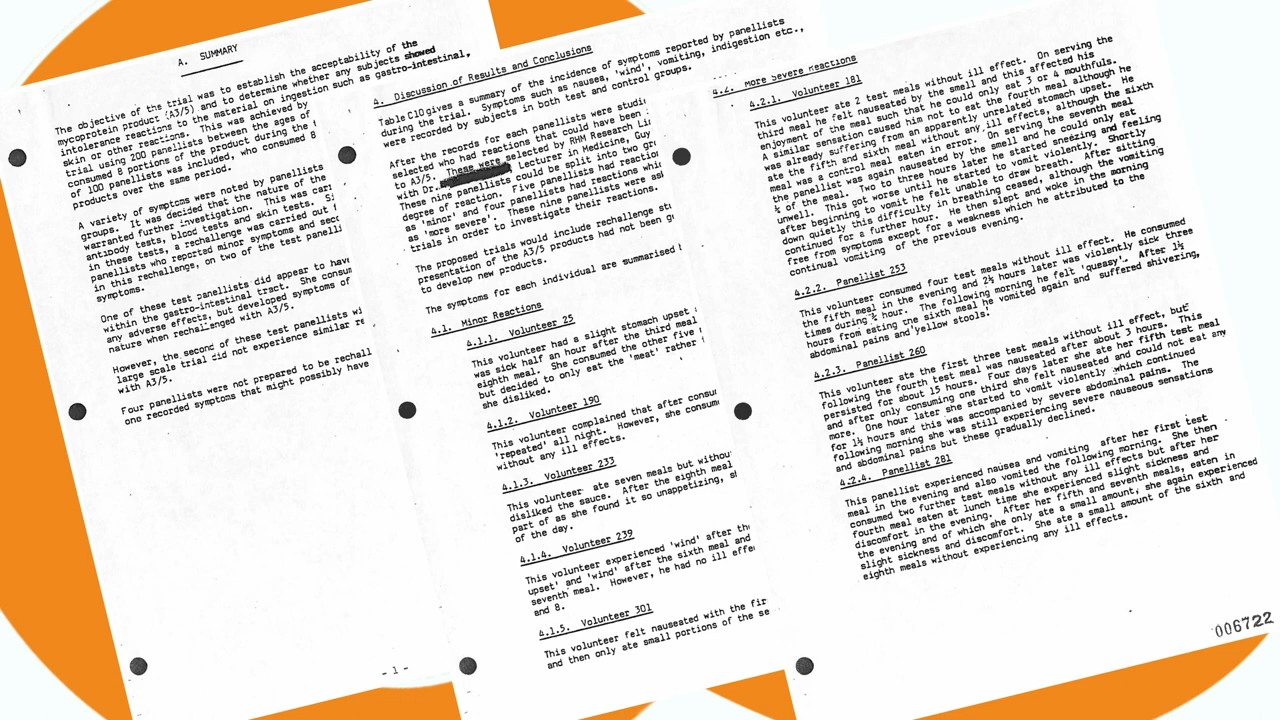 A. SUMMARY
The objective of the trial was to establish the acceptability of the
mycoprotein product (A3/5) and to determine whether any subjects showed
intolerance reactions to the material on ingestion such as gastro-intestinal,
skin or other reactions. This was achieved by
trial using 200 panellists between the ages of
consumed 8 portions of the product during the
of 100 panellists was included, who consumed 8
products over the same period.
A variety of symptoms were noted by panellists
groups. It was decided that the nature of the
warranted further investigation. This was
antibody tests, blood tests and skin tests.
in these tests, a rechallenge was carried out
panellists who reported minor symptoms and
in this rechallenge, on two of the test
symptoms.
One of these test panellists did appear to have
within the gastro-intestinal tract. She
any adverse effects, but developed symptoms of
nature when rechallenged with A3/5.
However, the second of these test panellists
large scale trial did not experience similar
with A3/5.
Four panellists were not prepared to be
one recorded symptoms that might possibly have
- 1 -
4. Discussion of Results and Conclusions
Table C10 gives a summary of the incidence of symptoms reported by panellists
during the trial. Symptoms such as nausea, 'wind', vomiting, indigestion etc.,
were recorded by subjects in both test and control groups.
After the records for each panellists were
selected who had reactions that could have been
to A3/5. These were selected by RHM Research
with Dr. Lecturer in Medicine, Guy
These nine panellists could be split into two
degree of reaction. Five panellists had
as 'minor' and four panellists had reactions
as 'more severe'. These nine panellists were
trials in order to investigate their reactions.
The proposed trials would include rechallenge
presentation of the A3/5 products had not been
to develop new products.
The symptoms for each individual are summarised
4.1. Minor Reactions
4.1.1. Volunteer 25
This volunteer had a slight stomach upset
was sick half an hour after the third meal
eighth meal. She consumed the other five
but decided to only eat the 'meat' rather
she disliked.
4.1.2. Volunteer 190
This volunteer complained that after
'repeated' all night. However, she
without any ill effects.
4.1.3. Volunteer 233
This volunteer ate seven meals but
disliked the sauce. After the eighth meal
part of as she found it so unappetizing,
of the day.
4.1.4. Volunteer 239
This volunteer experienced 'wind' after
upset' and 'wind' after the sixth meal and
seventh meal. However, he had no ill
and 8.
4.1.5. Volunteer 301
This volunteer felt nauseated with the
and then only ate small portions of the
4.2. More Severe Reactions
4.2.1. Volunteer 181
This volunteer ate 2 test meals without ill effect. On serving the
third meal he felt nauseated by the smell and this affected his
enjoyment of the meal such that he could only eat 3 or 4 mouthfuls.
A similar sensation caused him not to eat the fourth meal although he
was already suffering from an apparently unrelated stomach upset. He
ate the fifth and sixth meal without any ill effects, although the sixth
meal was a control meal eaten in error. On serving the seventh meal
the panellist was again nauseated by the smell and he could only eat
of the meal. Two to three hours later he started sneezing and feeling
unwell. This got worse until he started to vomit violently. Shortly
after beginning to vomit he felt unable to draw breath. After sitting
down quietly this difficulty in breathing ceased, although the vomiting
continued for a further hour. He then slept and woke in the morning
free from symptoms except for a weakness which he attributed to the
continual vomiting of the previous evening.
4.2.2. Panellist 253
This volunteer consumed four test meals without ill effect. He consumed
the fifth meal in the evening and 2½ hours later was violently sick three
times during ½ hour. The following morning he felt 'queasy'. After 1½
hours from eating the sixth meal he vomited again and suffered shivering,
abdominal pains and 'yellow stools'.
4.2.3. Panellist 260
This volunteer ate the first three test meals without ill effect, but
following the fourth test meal was nauseated after about 3 hours. This
persisted for about 15 hours. Four days later she ate her fifth test meal
and after only consuming one third she felt nauseated and could not eat any
more. One hour later she started to vomit violently which continued
for 1½ hours and this was accompanied by severe abdominal pains. The
following morning she was still experiencing severe nauseous sensations
and abdominal pains but these gradually declined.
4.2.4. Panellist 281
This panellist experienced nausea and vomiting after her first test
meal in the evening and also vomited the following morning. She then
consumed two further test meals without any ill effects but after her
fourth meal eaten at lunch time she experienced slight sickness and
discomfort in the evening. After her fifth and seventh meals, eaten in
the evening and of which she only ate a small amount, she again experienced
slight sickness and discomfort. She ate a small amount of the sixth and
eighth meals without experiencing any ill effects.
006722